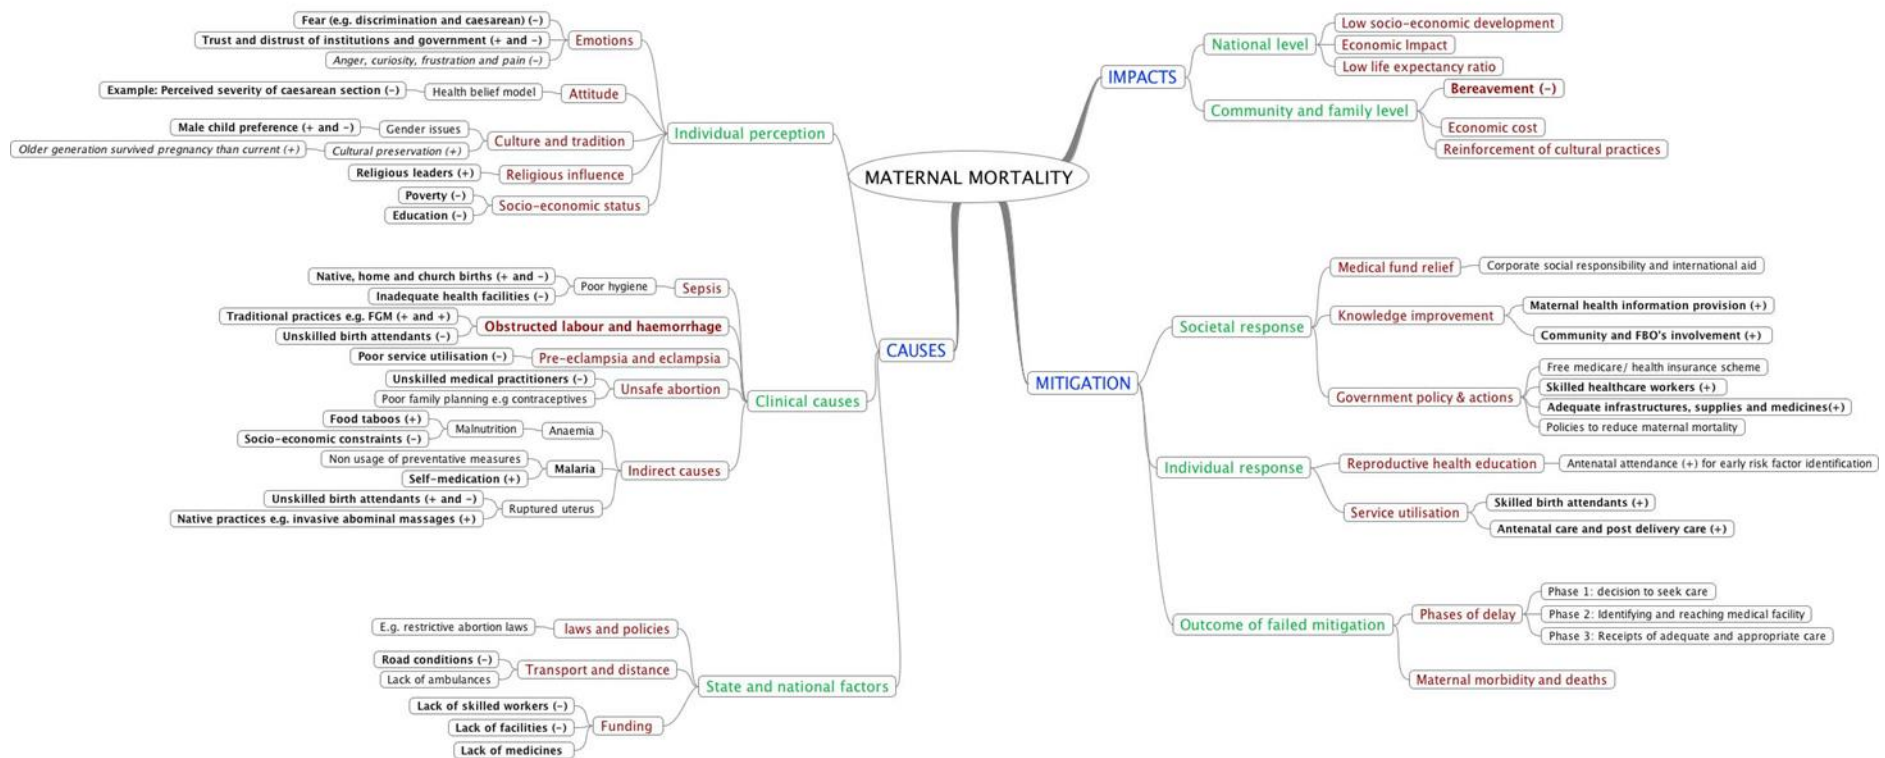 MATERNAL MORTALITY
IMPACTS
National level
Low socio-economic development
Economic Impact
Low life expectancy ratio
Community and family level
Bereavement (-)
Economic cost
Reinforcement of cultural practices
CAUSES
Individual perception
Emotions
Fear (e.g. discrimination and caesarean) (-)
Trust and distrust of institutions and government (+ and -)
Anger, curiosity, frustration and pain (-)
Attitude
Health belief model
Example: Perceived severity of caesarean section (-)
Culture and tradition
Gender issues
Male child preference (+ and -)
Cultural preservation (+)
Older generation survived pregnancy than current (+)
Religious influence
Religious leaders (+)
Socio-economic status
Poverty (-)
Education (-)
Clinical causes
Sepsis
Poor hygiene
Native, home and church births (+ and -)
Inadequate health facilities (-)
Obstructed labour and haemorrhage
Traditional practices e.g. FGM (+ and +)
Unskilled birth attendants (-)
Pre-eclampsia and eclampsia
Poor service utilisation (-)
Unsafe abortion
Unskilled medical practitioners (-)
Poor family planning e.g contraceptives
Indirect causes
Anaemia
Malnutrition
Food taboos (+)
Socio-economic constraints (-)
Malaria
Non usage of preventative measures
Self-medication (+)
Ruptured uterus
Unskilled birth attendants (+ and -)
Native practices e.g. invasive abominal massages (+)
State and national factors
laws and policies
E.g. restrictive abortion laws
Transport and distance
Road conditions (-)
Lack of ambulances
Funding
Lack of skilled workers (-)
Lack of facilities (-)
Lack of medicines
MITIGATION
Societal response
Medical fund relief
Corporate social responsibility and international aid
Knowledge improvement
Maternal health information provision (+)
Community and FBO's involvement (+)
Government policy & actions
Free medicare/ health insurance scheme
Skilled healthcare workers (+)
Adequate infrastructures, supplies and medicines(+)
Policies to reduce maternal mortality
Individual response
Reproductive health education
Antenatal attendance (+) for early risk factor identification
Service utilisation
Skilled birth attendants (+)
Antenatal care and post delivery care (+)
Outcome of failed mitigation
Phases of delay
Phase 1: decision to seek care
Phase 2: Identifying and reaching medical facility
Phase 3: Receipts of adequate and appropriate care
Maternal morbidity and deaths